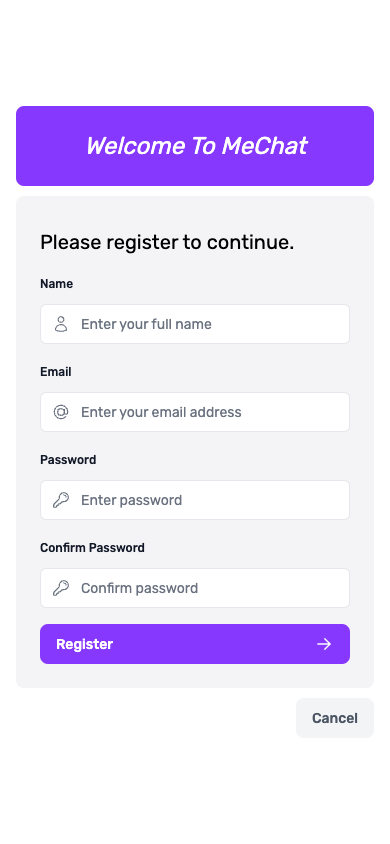 Welcome To MeChat
Please register to continue.
Name
Enter your full name
Email
Enter your email address
Password
Enter password
Confirm Password
Confirm password
Register
Cancel